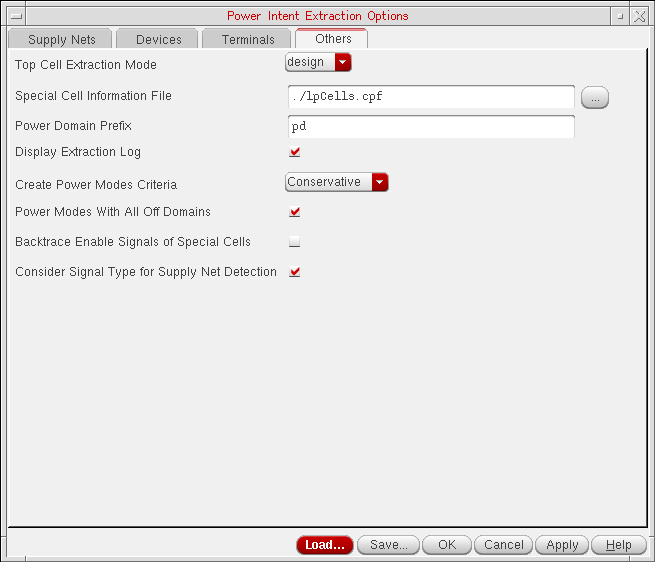 Power Intent Extraction Options
Supply Nets Devices Terminals Others
Top Cell Extraction Mode design
Special Cell Information File ./lpCells.cpf ...
Power Domain Prefix pd
Display Extraction Log
Create Power Modes Criteria Conservative
Power Modes With All Off Domains
Backtrace Enable Signals of Special Cells
Consider Signal Type for Supply Net Detection
Load... Save... OK Cancel Apply Help